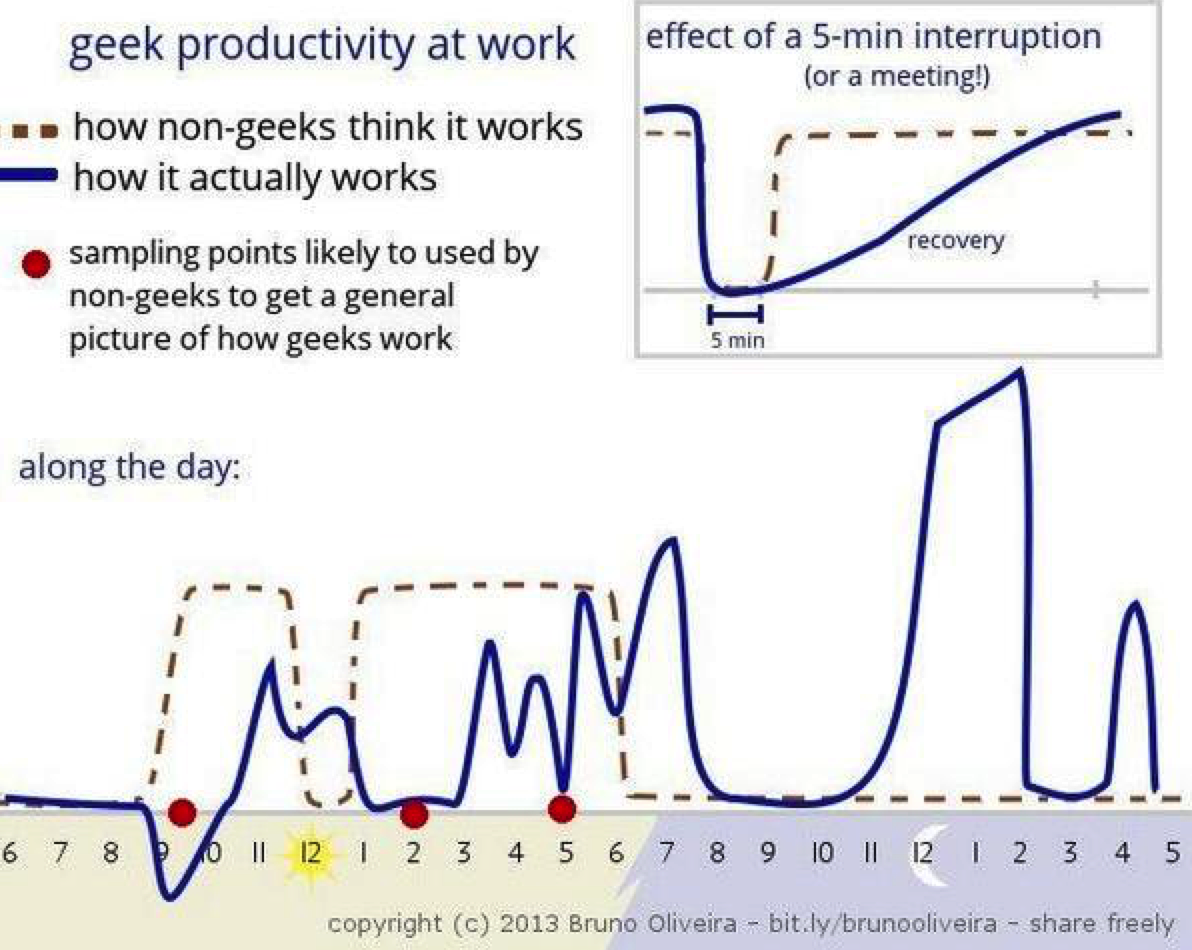 geek productivity at work
how non-geeks think it works
how it actually works
sampling points likely to used by
non-geeks to get a general
picture of how geeks work
effect of a 5-min interruption
(or a meeting!)
recovery
5 min
along the day:
6 7 8 9 10 11 12 1 2 3 4 5 6 7 8 9 10 11 12 1 2 3 4 5
copyright (c) 2013 Bruno Oliveira – bit.ly/brunooliveira – share freely